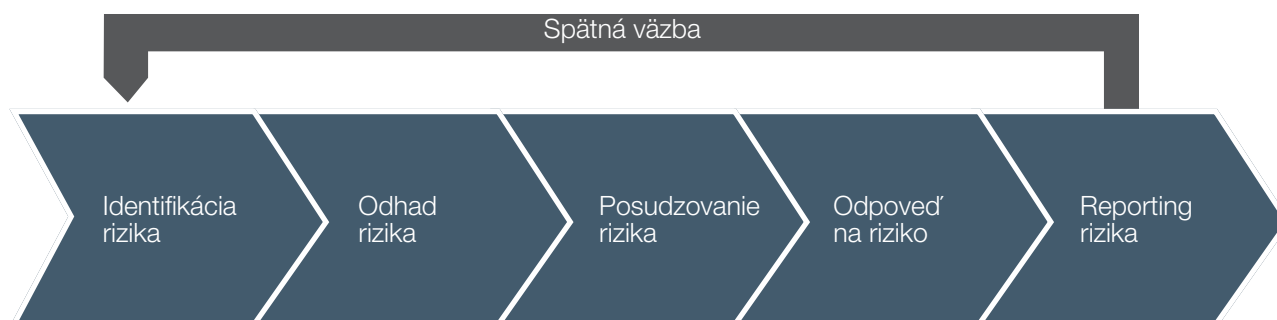 Spätná väzba
Identifikácia
rizika
Odhad
rizika
Posudzovanie
rizika
Odpoveď
na riziko
Reporting
rizika